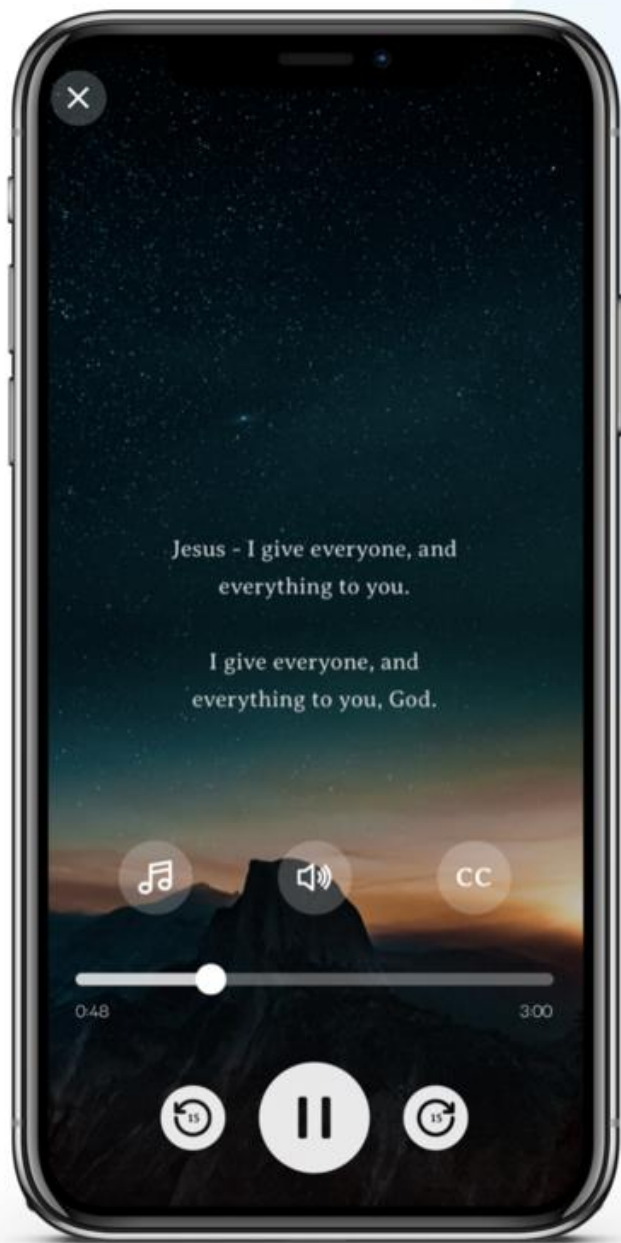 Jesus - I give everyone, and
everything to you.
I give everyone, and
everything to you, God.
CC
0:48
3:00
15
15